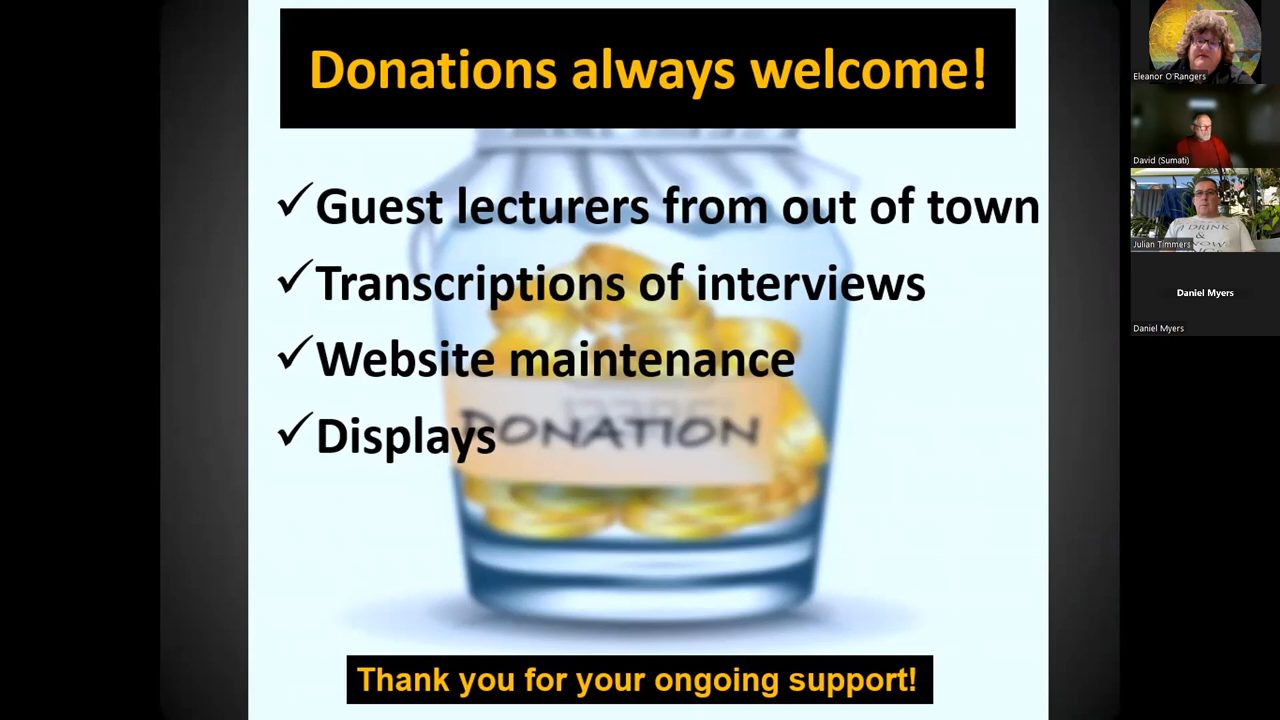 Donations always welcome!
✓Guest lecturers from out of town
✓Transcriptions of interviews
✓Website maintenance
✓Displays
DONATION
Thank you for your ongoing support!
Eleanor O'Rangers
David (Sumati)
I DRINK
&
Julian Timmers
Daniel Myers
Daniel Myers